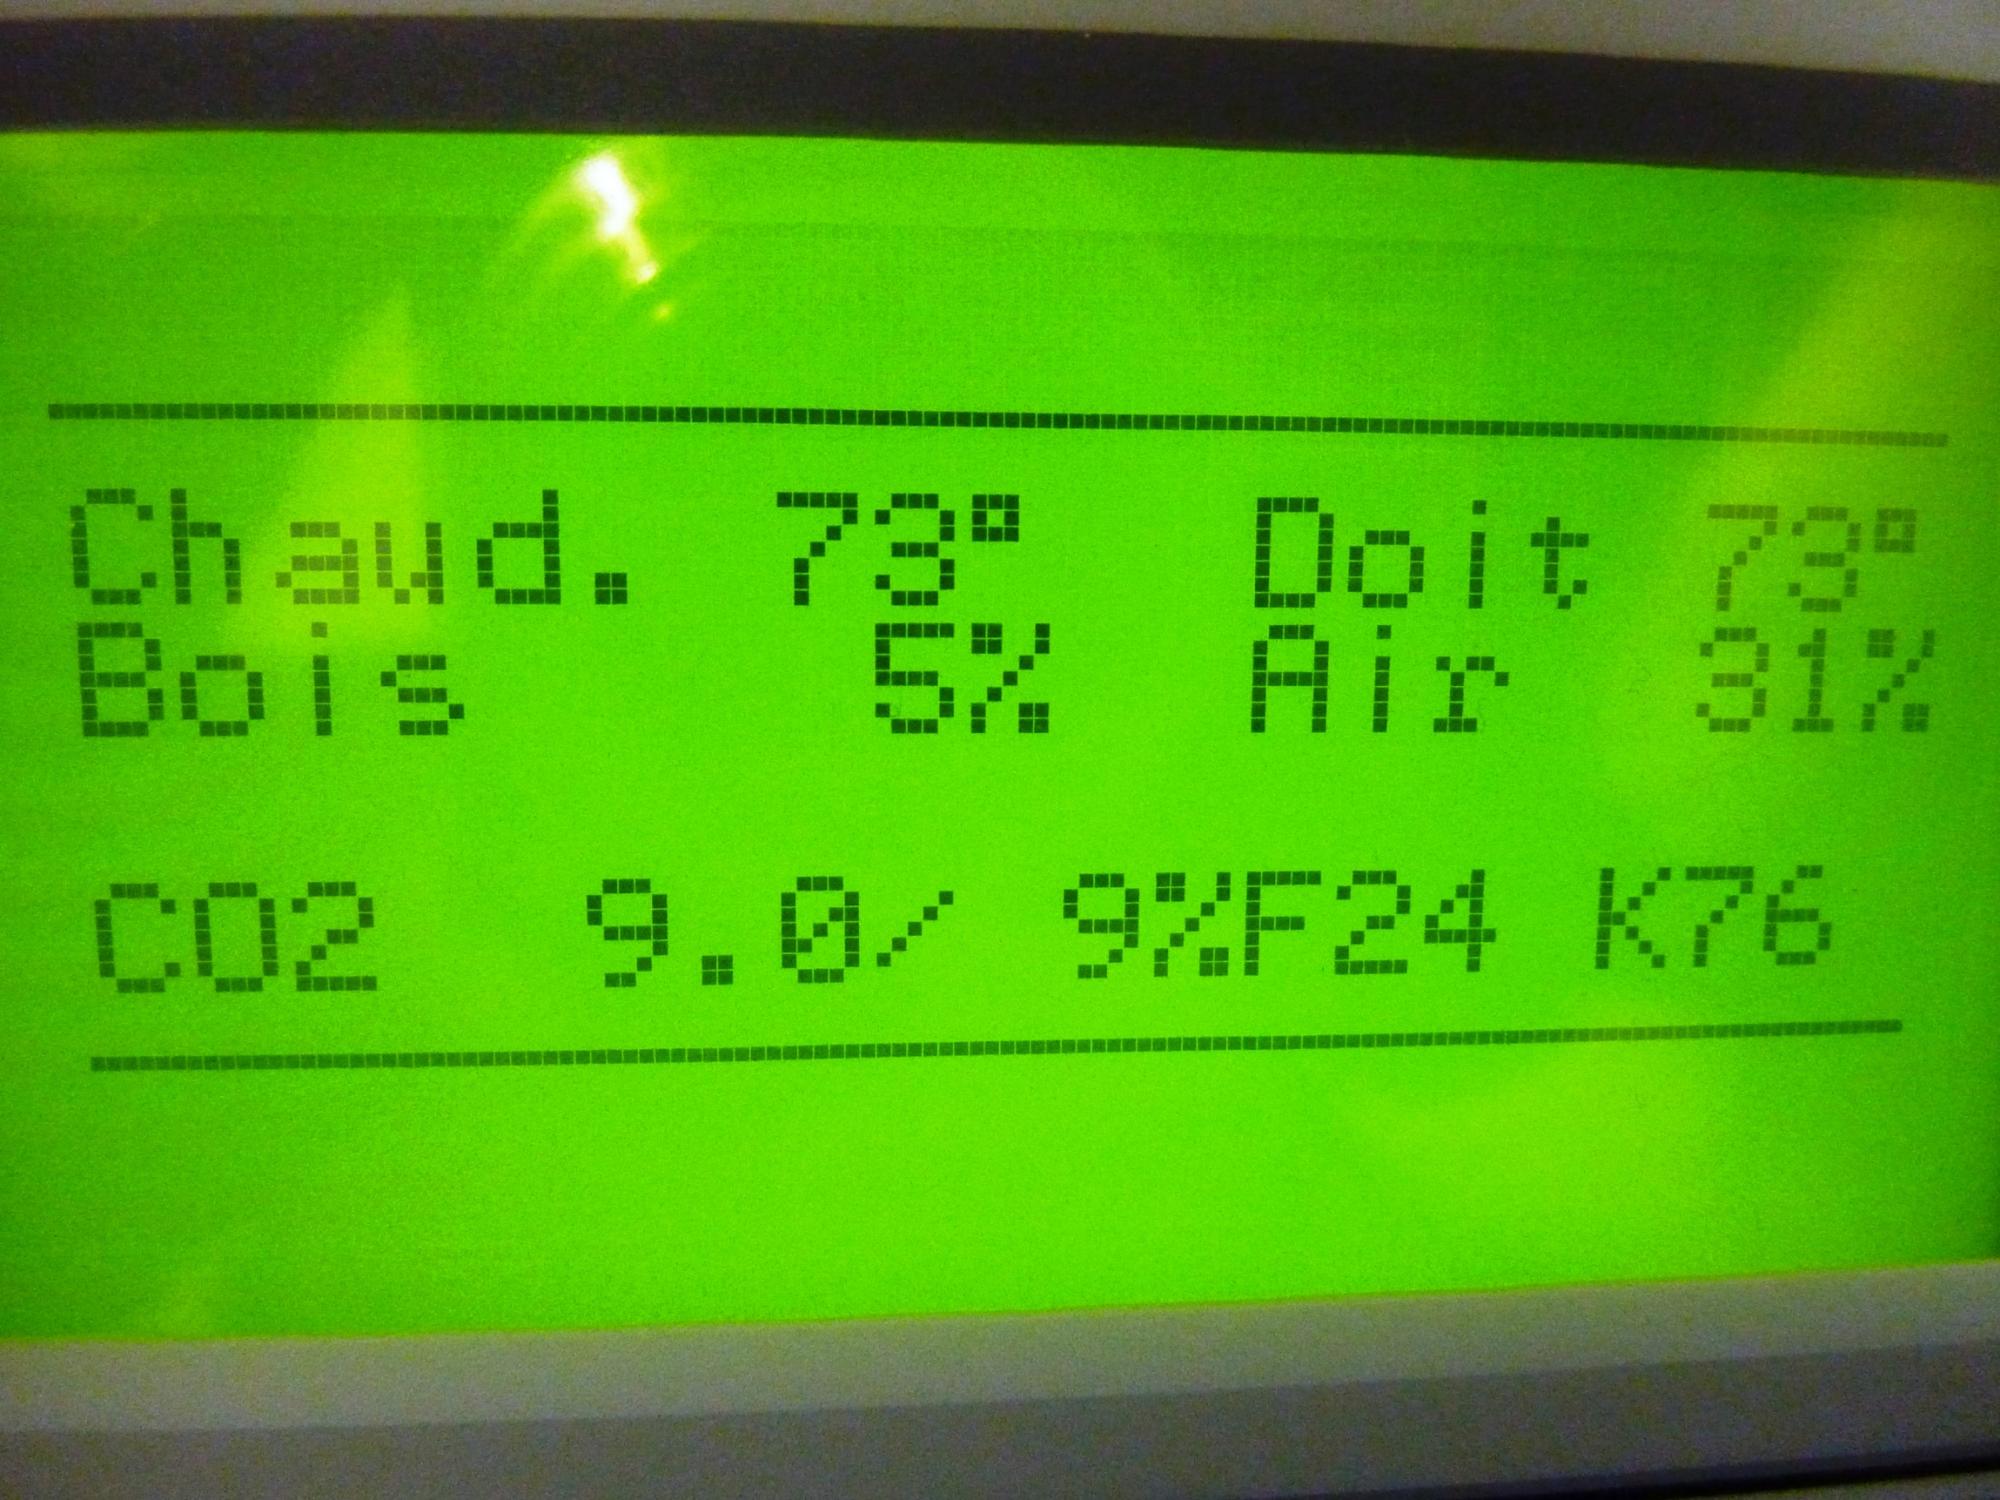 Chaud. 73° Doit 73°
Bois 5% Air 31%
CO2 9.0/ 9%F24 K76